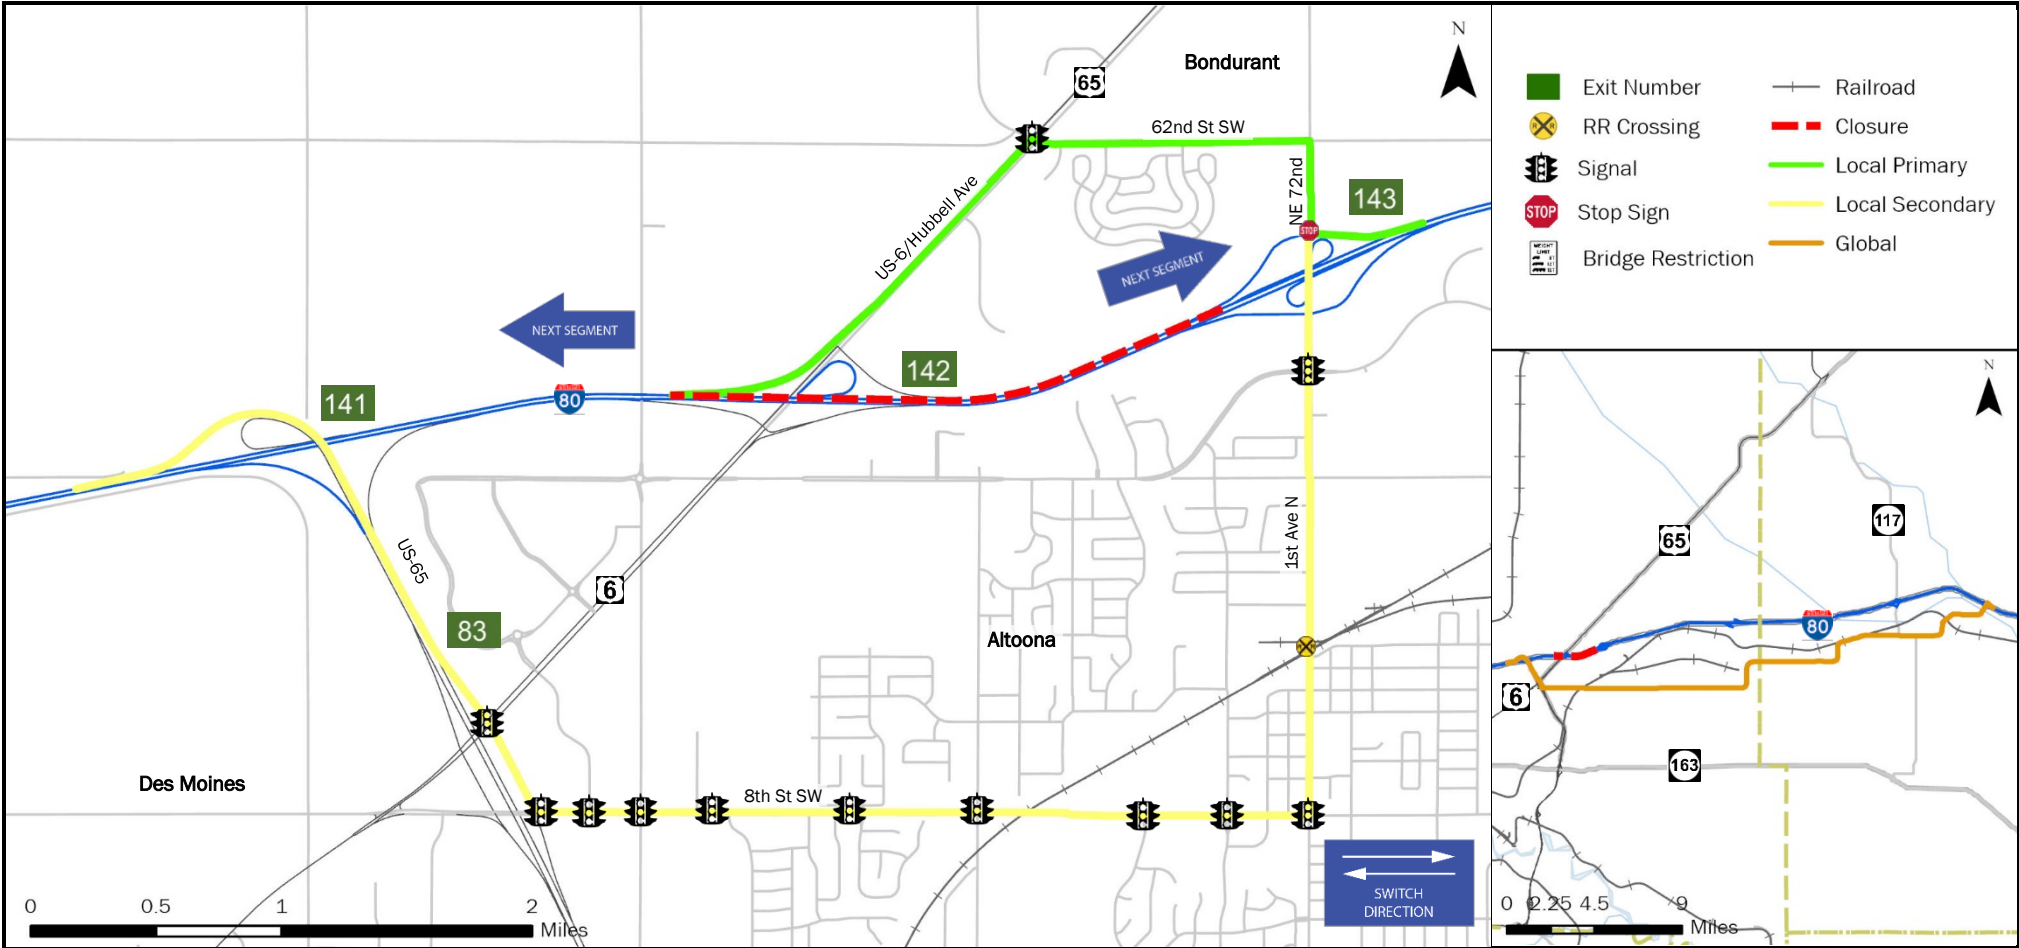 N
Bondurant
65
62nd St SW
NE 72nd
143
STOP
US-6/Hubbell Ave
NEXT SEGMENT
NEXT SEGMENT
142
141
80
US-65
1st Ave N
6
83
Altoona
Des Moines
8th St SW
SWITCH
DIRECTION
0 0.5 1 2
Miles
Exit Number
RR Crossing
Signal
STOP Stop Sign
WEIGHT
LIMIT
Bridge Restriction
Railroad
Closure
Local Primary
Local Secondary
Global
N
117
65
80
6
163
0 2.25 4.5 9
Miles